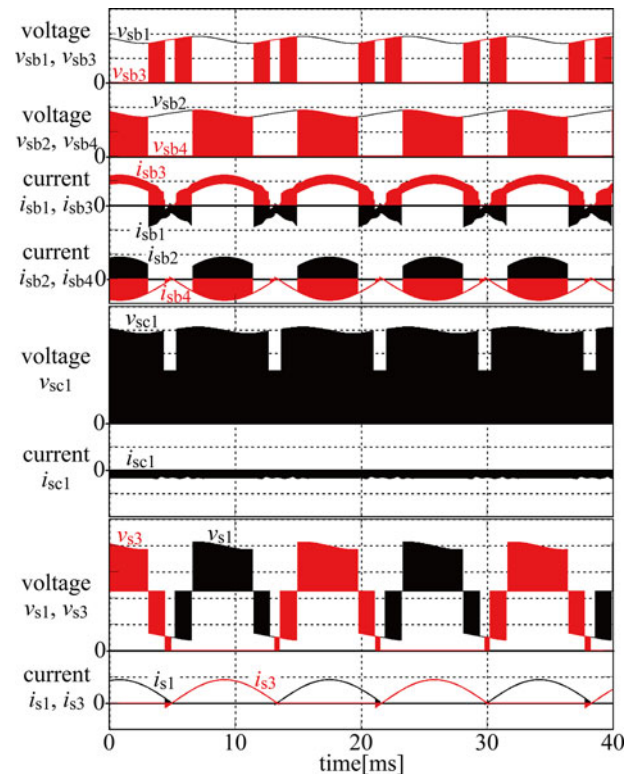 voltage
vsb1, vsb3
vsb1
vsb3
0
voltage
vsb2, vsb4
vsb2
vsb4
0
current
isb1, isb3
isb3
0
isb1
current
isb2, isb4
isb2
0
isb4
voltage
vsc1
vsc1
0
current
isc1
isc1
0
voltage
vs1, vs3
vs3
vs1
0
current
is1, is3
is1
is3
0
0 10 20 30 40
time[ms]